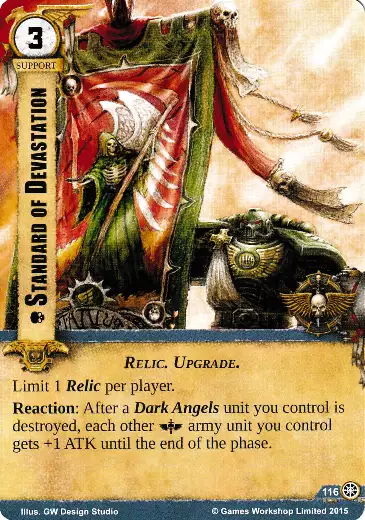 3
SUPPORT
STANDARD OF DEVASTATION
RELIC. UPGRADE.
Limit 1 Relic per player.
Reaction: After a Dark Angels unit you control is
destroyed, each other army unit you control
gets +1 ATK until the end of the phase.
116
Illus. GW Design Studio
© Games Workshop Limited 2015